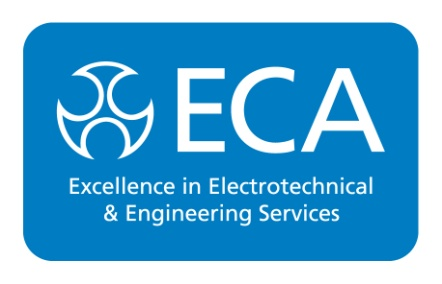 ECA
Excellence in Electrotechnical
& Engineering Services